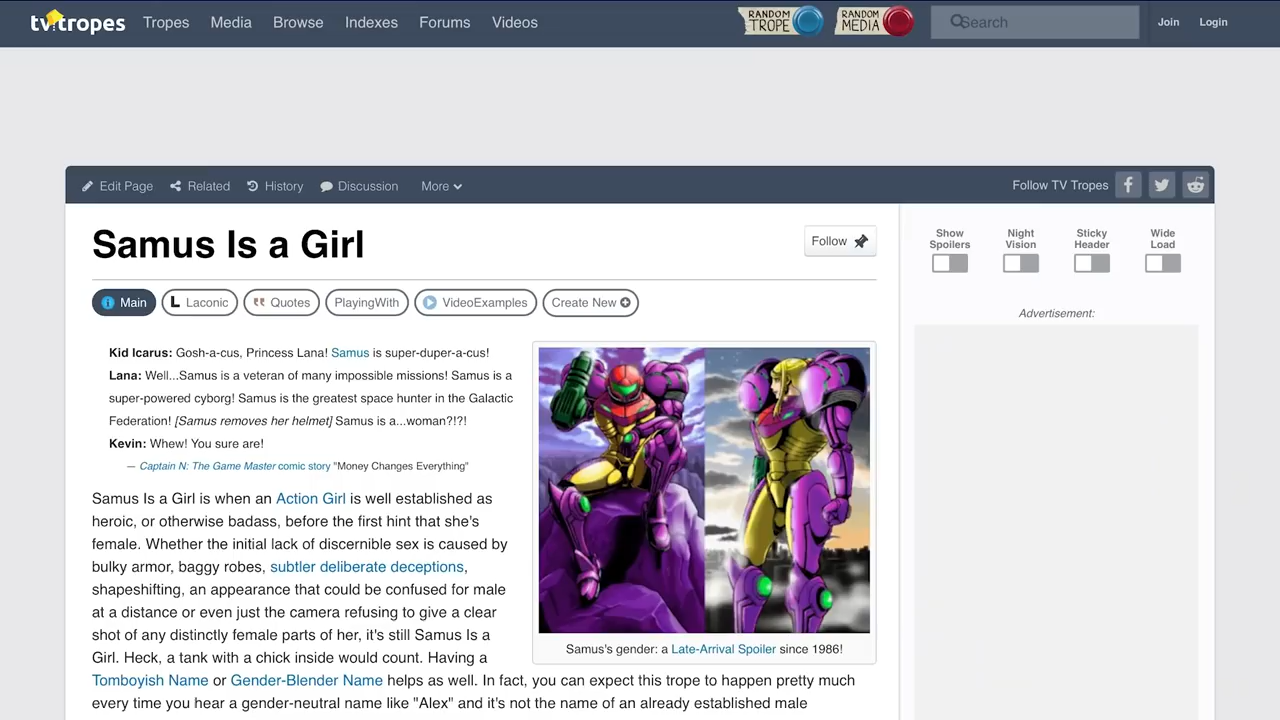 tvtropes Tropes Media Browse Indexes Forums Videos RANDOM TROPE RANDOM MEDIA Search Join Login
Edit Page Related History Discussion More Follow TV Tropes
Samus Is a Girl
Follow
Show Spoilers Night Vision Sticky Header Wide Load
Main Laconic Quotes PlayingWith VideoExamples Create New
Advertisement:
Kid Icarus: Gosh-a-cus, Princess Lana! Samus is super-duper-a-cus!
Lana: Well...Samus is a veteran of many impossible missions! Samus is a
super-powered cyborg! Samus is the greatest space hunter in the Galactic
Federation! [Samus removes her helmet] Samus is a...woman?!?!
Kevin: Whew! You sure are!
— Captain N: The Game Master comic story "Money Changes Everything"
Samus Is a Girl is when an Action Girl is well established as
heroic, or otherwise badass, before the first hint that she's
female. Whether the initial lack of discernible sex is caused by
bulky armor, baggy robes, subtler deliberate deceptions,
shapeshifting, an appearance that could be confused for male
at a distance or even just the camera refusing to give a clear
shot of any distinctly female parts of her, it's still Samus Is a
Girl. Heck, a tank with a chick inside would count. Having a
Samus's gender: a Late-Arrival Spoiler since 1986!
Tomboyish Name or Gender-Blender Name helps as well. In fact, you can expect this trope to happen pretty much
every time you hear a gender-neutral name like "Alex" and it's not the name of an already established male